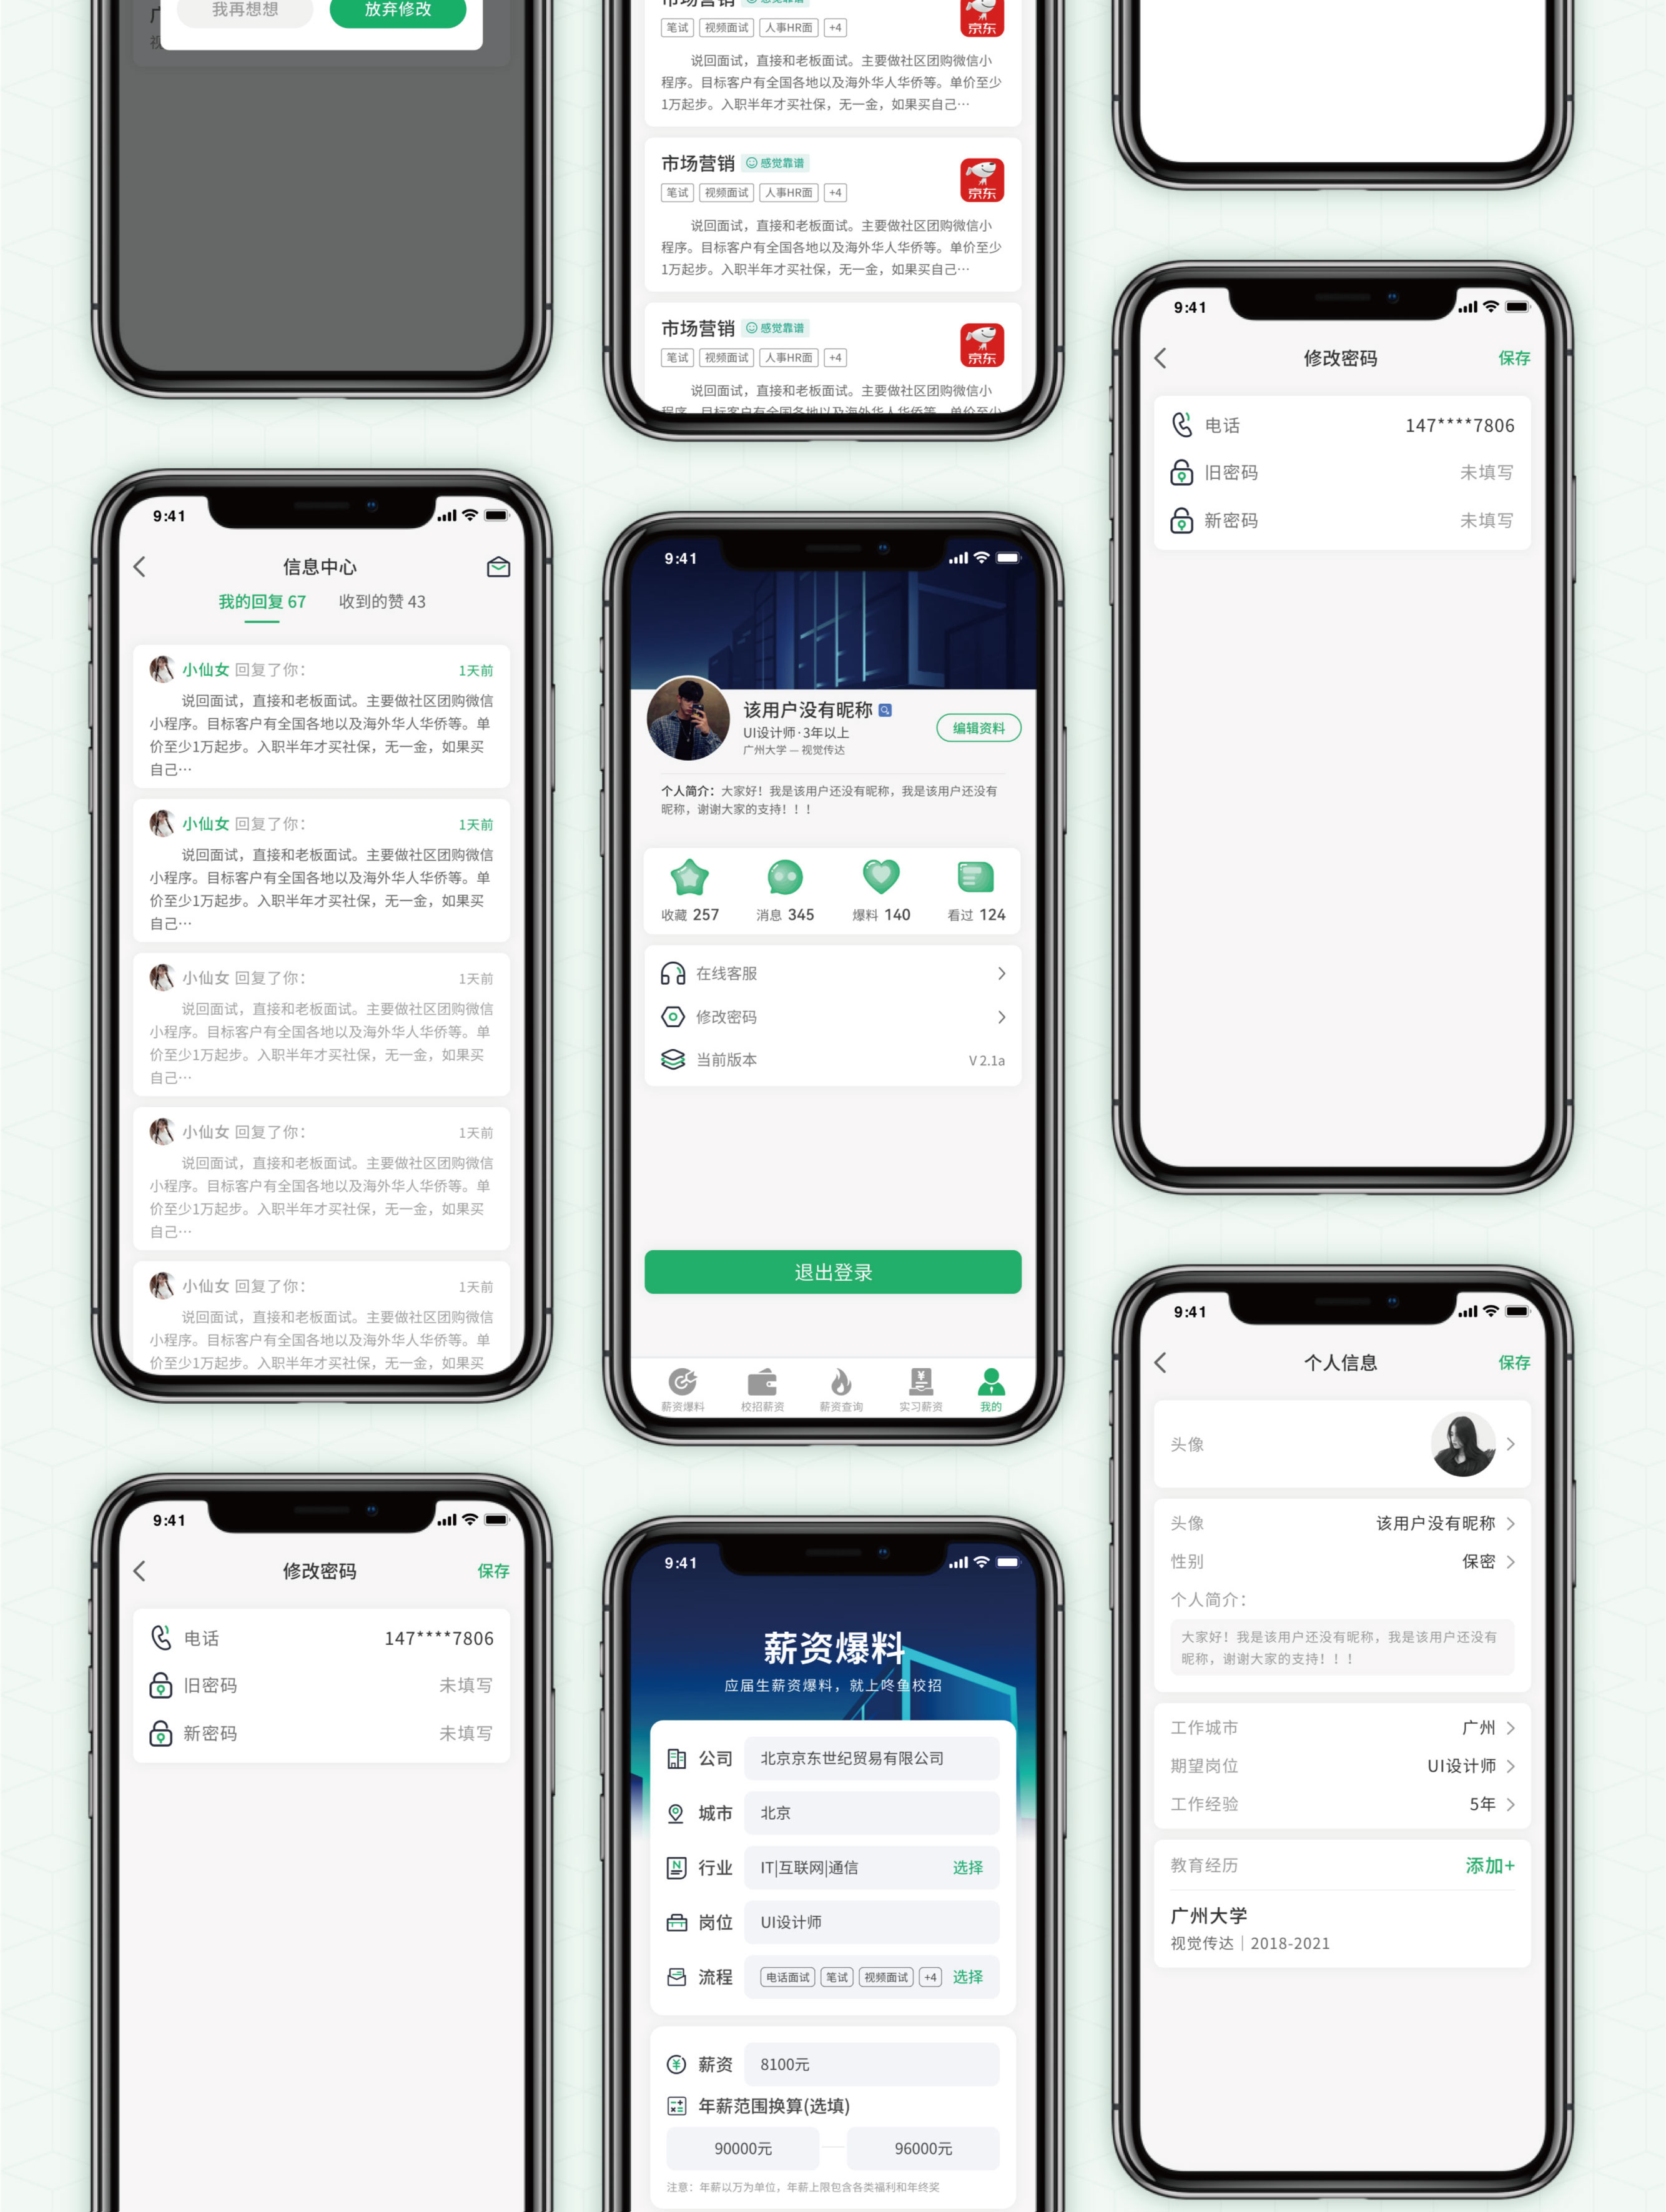 我再想想
放弃修改
笔试 视频面试 人事HR面 +4
京东
说回面试，直接和老板面试。主要做社区团购微信小
程序。目标客户有全国各地以及海外华人华侨等。单价至少
1万起步。入职半年才买社保，无一金，如果买自己…
市场营销 感觉靠谱
笔试 视频面试 人事HR面 +4
京东
说回面试，直接和老板面试。主要做社区团购微信小
程序。目标客户有全国各地以及海外华人华侨等。单价至少
1万起步。入职半年才买社保，无一金，如果买自己…
市场营销 感觉靠谱
笔试 视频面试 人事HR面 +4
京东
说回面试，直接和老板面试。主要做社区团购微信小
程序。目标客户有全国各地以及海外华人华侨等。单价至少
9:41
修改密码
保存
电话 147****7806
旧密码 未填写
新密码 未填写
9:41
信息中心
我的回复 67 收到的赞 43
小仙女 回复了你： 1天前
说回面试，直接和老板面试。主要做社区团购微信
小程序。目标客户有全国各地以及海外华人华侨等。单
价至少1万起步。入职半年才买社保，无一金，如果买
自己…
小仙女 回复了你： 1天前
说回面试，直接和老板面试。主要做社区团购微信
小程序。目标客户有全国各地以及海外华人华侨等。单
价至少1万起步。入职半年才买社保，无一金，如果买
自己…
小仙女 回复了你： 1天前
说回面试，直接和老板面试。主要做社区团购微信
小程序。目标客户有全国各地以及海外华人华侨等。单
价至少1万起步。入职半年才买社保，无一金，如果买
自己…
小仙女 回复了你： 1天前
说回面试，直接和老板面试。主要做社区团购微信
小程序。目标客户有全国各地以及海外华人华侨等。单
价至少1万起步。入职半年才买社保，无一金，如果买
自己…
小仙女 回复了你： 1天前
说回面试，直接和老板面试。主要做社区团购微信
小程序。目标客户有全国各地以及海外华人华侨等。单
价至少1万起步。入职半年才买社保，无一金，如果买
9:41
该用户没有昵称
UI设计师·3年以上
广州大学 — 视觉传达
编辑资料
个人简介：大家好！我是该用户还没有昵称，我是该用户还没有
昵称，谢谢大家的支持！！！
收藏 257 消息 345 爆料 140 看过 124
在线客服
修改密码
当前版本 V 2.1a
退出登录
薪资爆料 校招薪资 薪资查询 实习薪资 我的
9:41
个人信息
保存
头像
头像 该用户没有昵称
性别 保密
个人简介：
大家好！我是该用户还没有昵称，我是该用户还没有
昵称，谢谢大家的支持！！！
工作城市 广州
期望岗位 UI设计师
工作经验 5年
教育经历 添加+
广州大学
视觉传达｜2018-2021
9:41
修改密码
保存
电话 147****7806
旧密码 未填写
新密码 未填写
9:41
薪资爆料
应届生薪资爆料，就上咚鱼校招
公司 北京京东世纪贸易有限公司
城市 北京
行业 IT|互联网|通信 选择
岗位 UI设计师
流程 电话面试 笔试 视频面试 +4 选择
薪资 8100元
年薪范围换算(选填)
90000元 — 96000元
注意：年薪以万为单位，年薪上限包含各类福利和年终奖